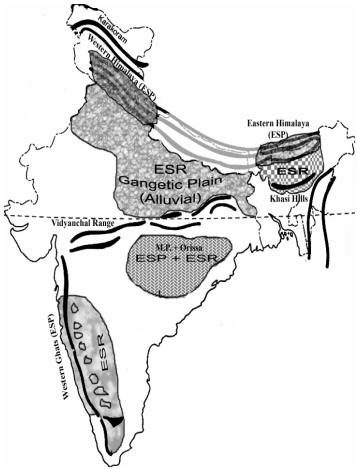 Karakoram
Western Himalaya (ESP)
Eastern Himalaya
(ESP)
ESR
Gangetic Plain
(Alluvial)
ESR
Khasi Hills
Vidyanchal Range
M.P. + Orissa
ESP + ESR
Western Ghats (ESP)
ESR